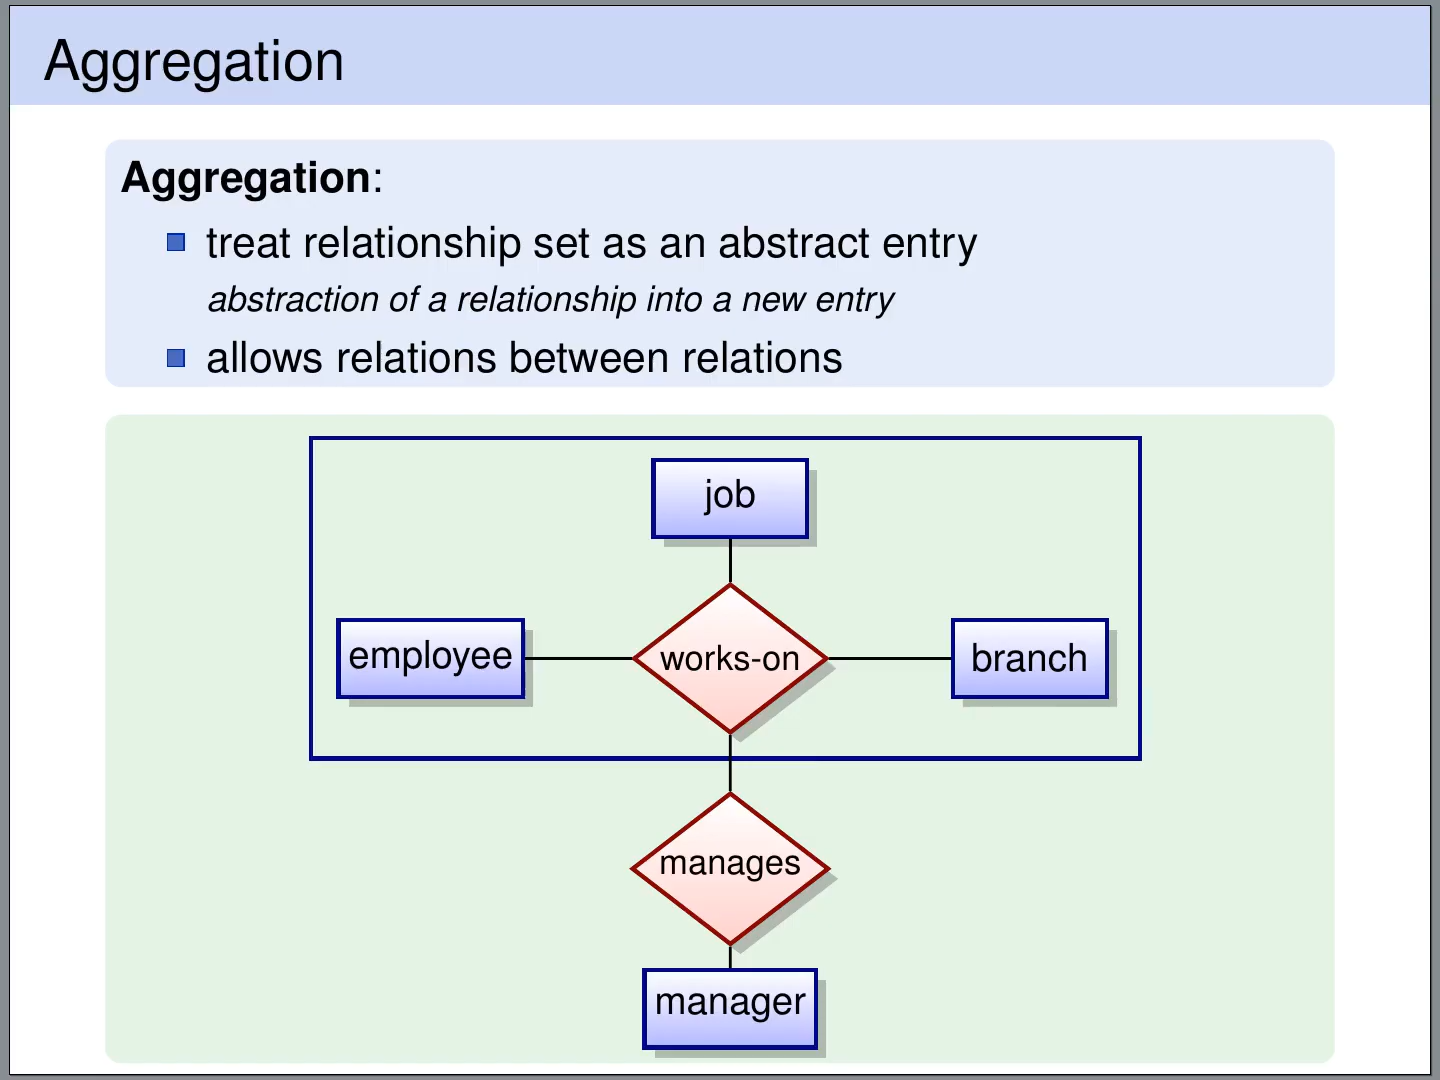 Aggregation
Aggregation:
treat relationship set as an abstract entry
abstraction of a relationship into a new entry
allows relations between relations
job
employee
works-on
branch
manages
manager